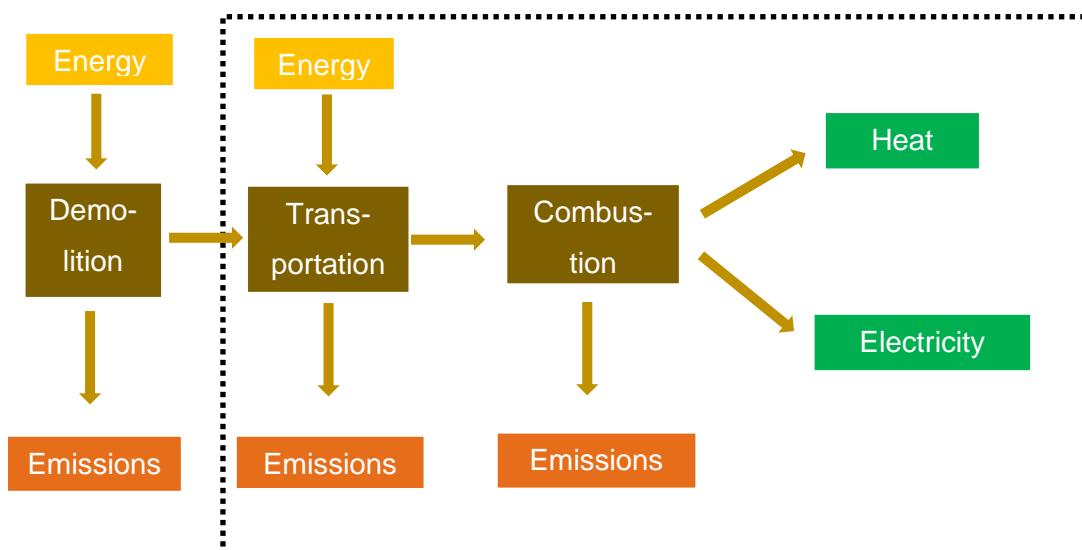 Energy
Energy
Heat
Demo-
lition
Trans-
portation
Combus-
tion
Electricity
Emissions
Emissions
Emissions